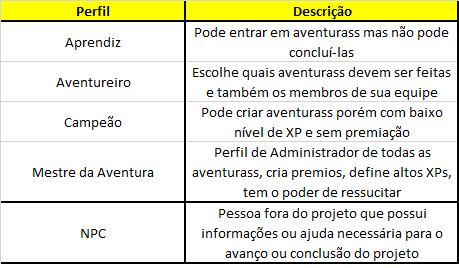 Perfil Descrição
Aprendiz Pode entrar em aventurass mas não pode
concluí-las
Aventureiro Escolhe quais aventurass devem ser feitas
e também os membros de sua equipe
Campeão Pode criar aventurass porém com baixo
nível de XP e sem premiação
Mestre da Aventura Perfil de Administrador de todas as
aventurass, cria premios, define altos XPs,
tem o poder de ressucitar
NPC Pessoa fora do projeto que possui
informações ou ajuda necessária para o
avanço ou conclusão do projeto